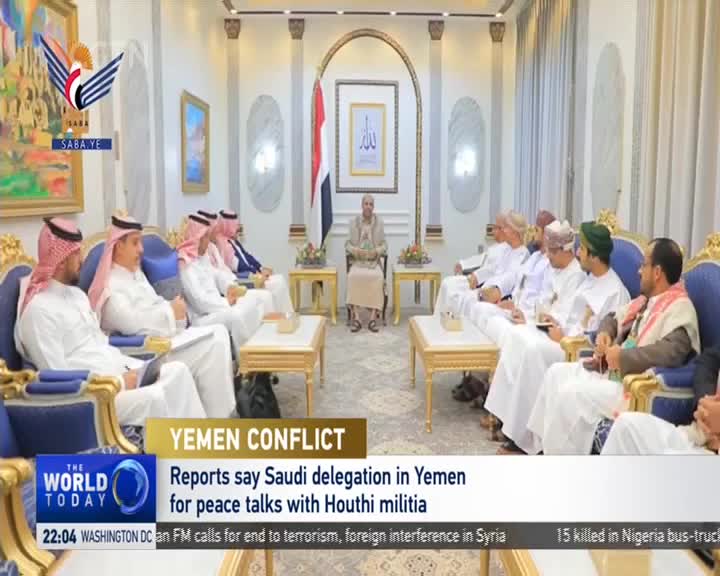 SABA
SABA.YE
الله
YEMEN CONFLICT
THE
WORLD
TODAY
Reports say Saudi delegation in Yemen
for peace talks with Houthi militia
22:04 WASHINGTON DC
an FM calls for end to terrorism, foreign interference in Syria 15 killed in Nigeria bus-truck